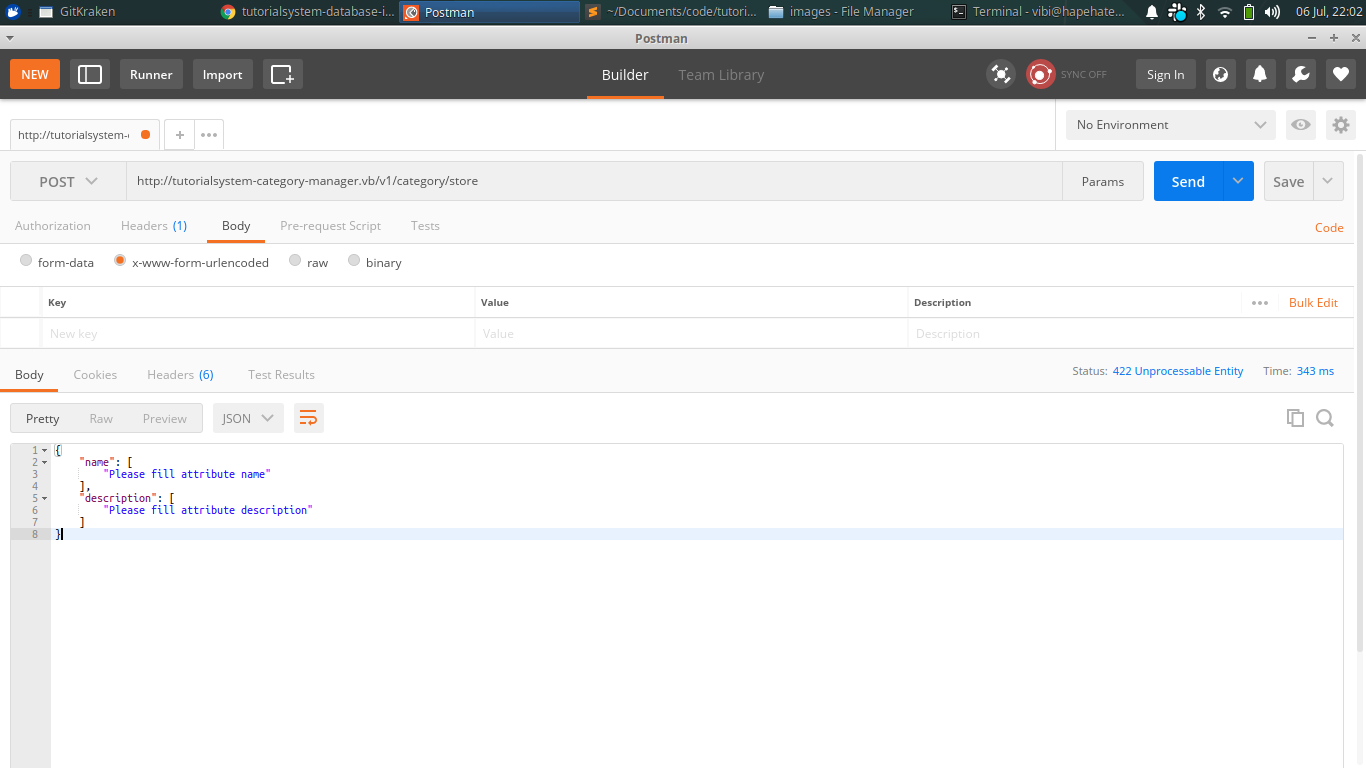 GitKraken tutorialsystem-database-i... Postman ~/Documents/code/tutori... images - File Manager Terminal - vibi@hapehate... 06 Jul, 22:02
Postman
NEW Runner Import Builder Team Library SYNC OFF Sign In
http://tutorialsystem-( + No Environment
POST http://tutorialsystem-category-manager.vb/v1/category/store Params Send Save
Authorization Headers (1) Body Pre-request Script Tests Code
form-data x-www-form-urlencoded raw binary
Key Value Description Bulk Edit
New key Value Description
Body Cookies Headers (6) Test Results Status: 422 Unprocessable Entity Time: 343 ms
Pretty Raw Preview JSON
1 {
2 "name": [
3 "Please fill attribute name"
4 ],
5 "description": [
6 "Please fill attribute description"
7 ]
8 }